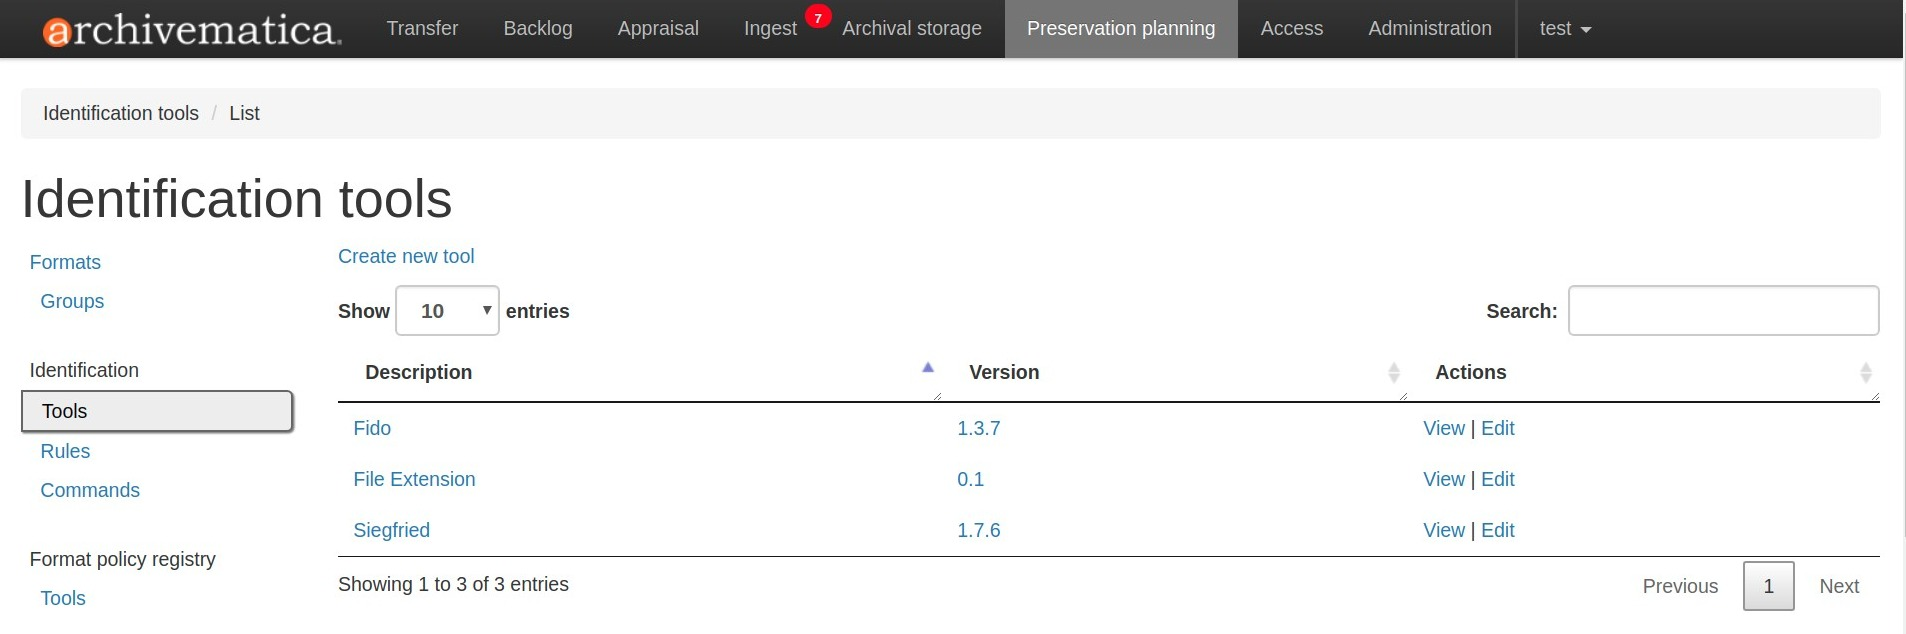 archivematica. Transfer Backlog Appraisal Ingest 7 Archival storage Preservation planning Access Administration test
Identification tools / List
Identification tools
Formats
Groups
Identification
Tools
Rules
Commands
Format policy registry
Tools
Create new tool
Show 10 entries Search:
Description Version Actions
Fido 1.3.7 View | Edit
File Extension 0.1 View | Edit
Siegfried 1.7.6 View | Edit
Showing 1 to 3 of 3 entries Previous 1 Next